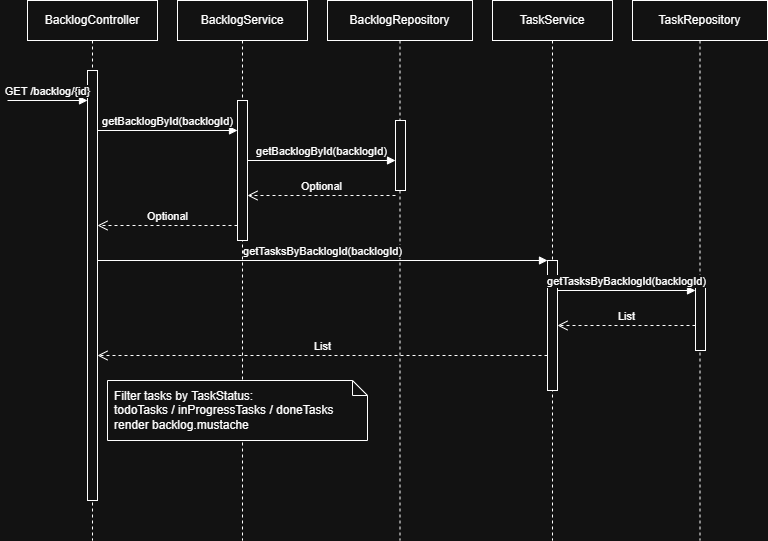 BacklogController
BacklogService
BacklogRepository
TaskService
TaskRepository
GET /backlog/{id}
getBacklogById(backlogId)
getBacklogById(backlogId)
Optional
Optional
getTasksByBacklogId(backlogId)
getTasksByBacklogId(backlogId)
List
List
Filter tasks by TaskStatus:
todoTasks / inProgressTasks / doneTasks
render backlog.mustache